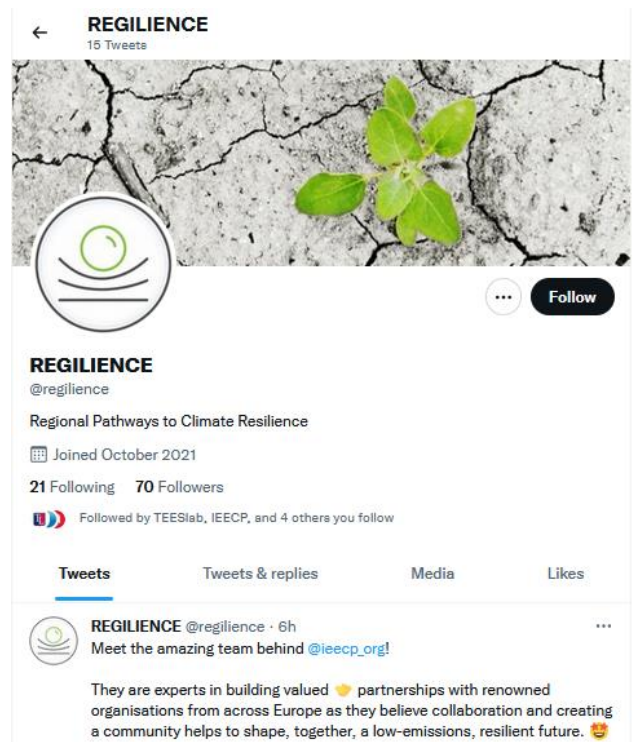 REGILIENCE
15 Tweets
Follow
REGILIENCE
@regilience
Regional Pathways to Climate Resilience
Joined October 2021
21 Following 70 Followers
Followed by TEESlab, IEECP, and 4 others you follow
Tweets Tweets & replies Media Likes
REGILIENCE @regilience · 6h
Meet the amazing team behind @ieecp_org!
They are experts in building valued 🤝 partnerships with renowned
organisations from across Europe as they believe collaboration and creating
a community helps to shape, together, a low-emissions, resilient future. 🤩